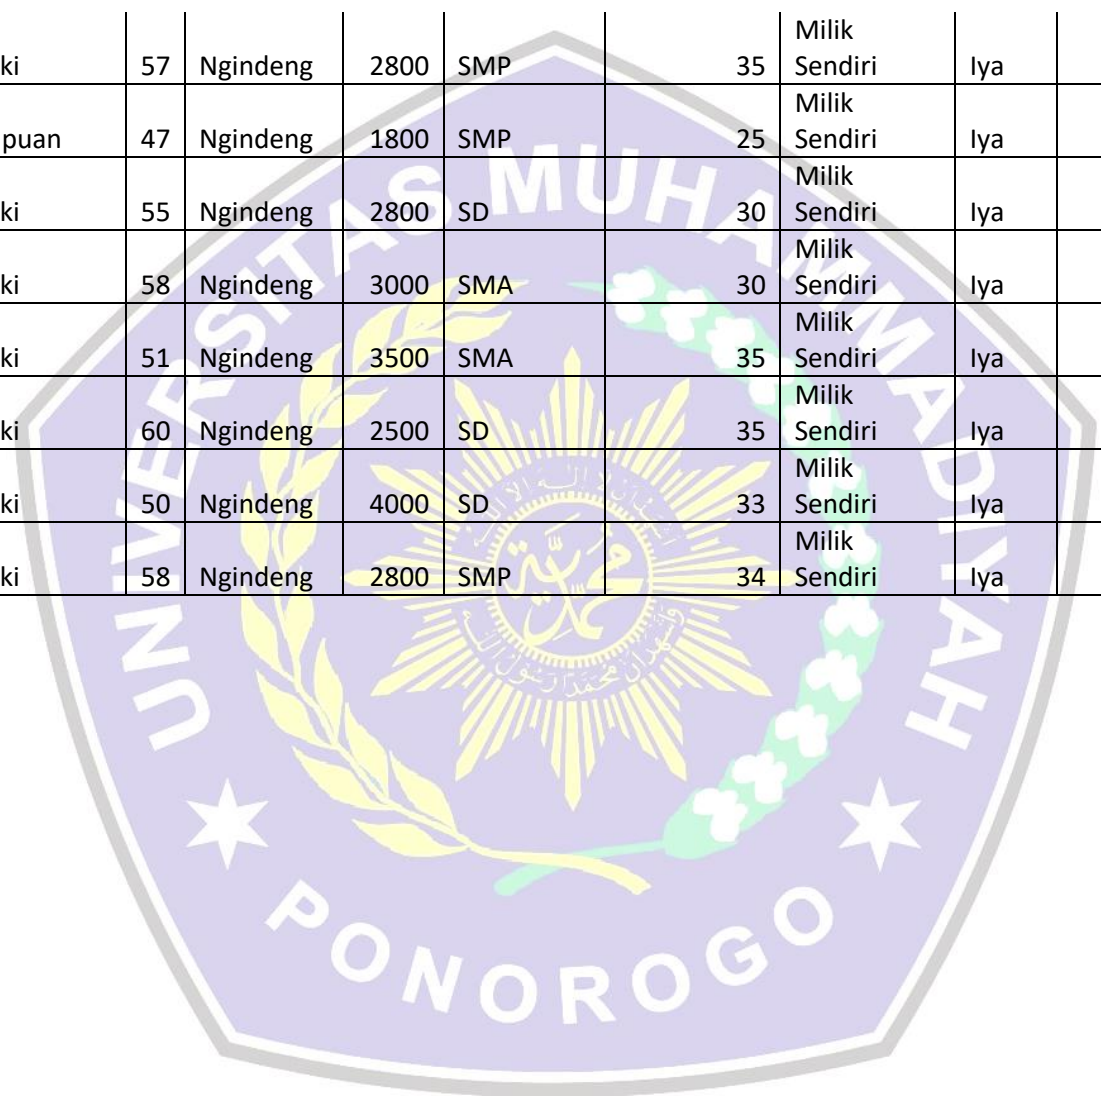 Milik
ki 57 Ngindeng 2800 SMP 35 Sendiri Iya
Milik
puan 47 Ngindeng 1800 SMP 25 Sendiri Iya
Milik
ki 55 Ngindeng 2800 SD 30 Sendiri Iya
Milik
ki 58 Ngindeng 3000 SMA 30 Sendiri Iya
Milik
ki 51 Ngindeng 3500 SMA 35 Sendiri Iya
Milik
ki 60 Ngindeng 2500 SD 35 Sendiri Iya
Milik
ki 50 Ngindeng 4000 SD 33 Sendiri Iya
Milik
ki 58 Ngindeng 2800 SMP 34 Sendiri Iya
UNIVERSITAS MUHAMMADIYAH
PONOROGO